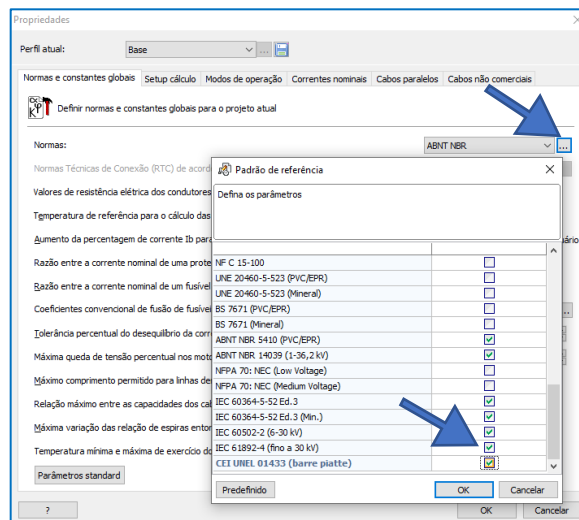 Propriedades
Perfil atual: Base ...
Normas e constantes globais Setup cálculo Modos de operação Correntes nominais Cabos paralelos Cabos não comerciais
Definir normas e constantes globais para o projeto atual
Normas: ABNT NBR ...
Normas Técnicas de Conexão (RTC) de acord
Valores de resistência elétrica dos condutores
Temperatura de referência para o cálculo das
Aumento da percentagem de corrente Ib para
Razão entre a corrente nominal de uma prote
Razão entre a corrente nominal de um fusível
Coeficientes convencional de fusão de fusívei
Tolerância percentual do desequilíbrio da corr
Máxima queda de tensão percentual nos moto
Máximo comprimento permitido para linhas de
Relação máximo entre as capacidades dos cal
Máxima variação das relação de espiras entor
Temperatura mínima e máxima de exercício do
Parâmetros standard
? OK Cancelar
Padrão de referência
Defina os parâmetros
NF C 15-100
UNE 20460-5-523 (PVC/EPR)
UNE 20460-5-523 (Mineral)
BS 7671 (PVC/EPR)
BS 7671 (Mineral)
ABNT NBR 5410 (PVC/EPR)
ABNT NBR 14039 (1-36,2 kV)
NFPA 70: NEC (Low Voltage)
NFPA 70: NEC (Medium Voltage)
IEC 60364-5-52 Ed.3
IEC 60364-5-52 Ed.3 (Min.)
IEC 60502-2 (6-30 kV)
IEC 61892-4 (fino a 30 kV)
CEI UNEL 01433 (barre piatte)
Predefinido OK Cancelar